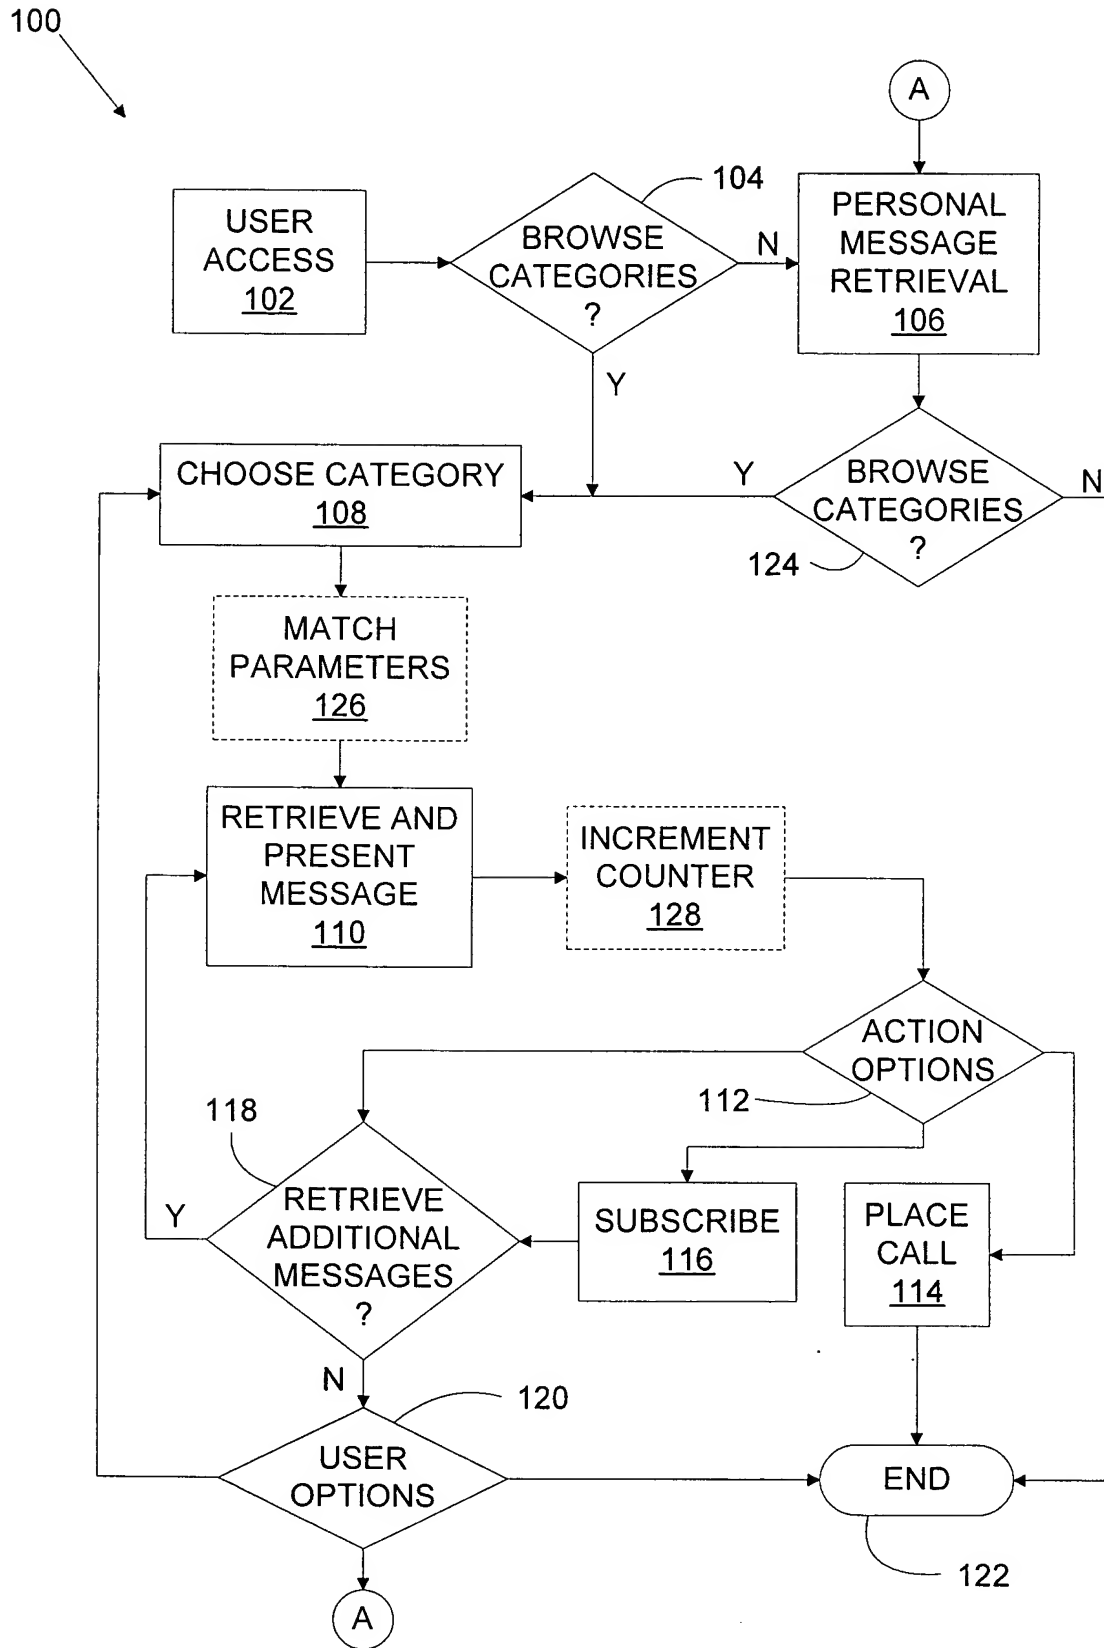 100
A
104
USER
ACCESS
102
BROWSE
CATEGORIES
?
N
PERSONAL
MESSAGE
RETRIEVAL
106
Y
CHOOSE CATEGORY
108
Y
BROWSE
CATEGORIES
?
N
124
MATCH
PARAMETERS
126
RETRIEVE AND
PRESENT
MESSAGE
110
INCREMENT
COUNTER
128
ACTION
OPTIONS
112
118
RETRIEVE
ADDITIONAL
MESSAGES
?
Y
SUBSCRIBE
116
PLACE
CALL
114
N
120
USER
OPTIONS
END
122
A